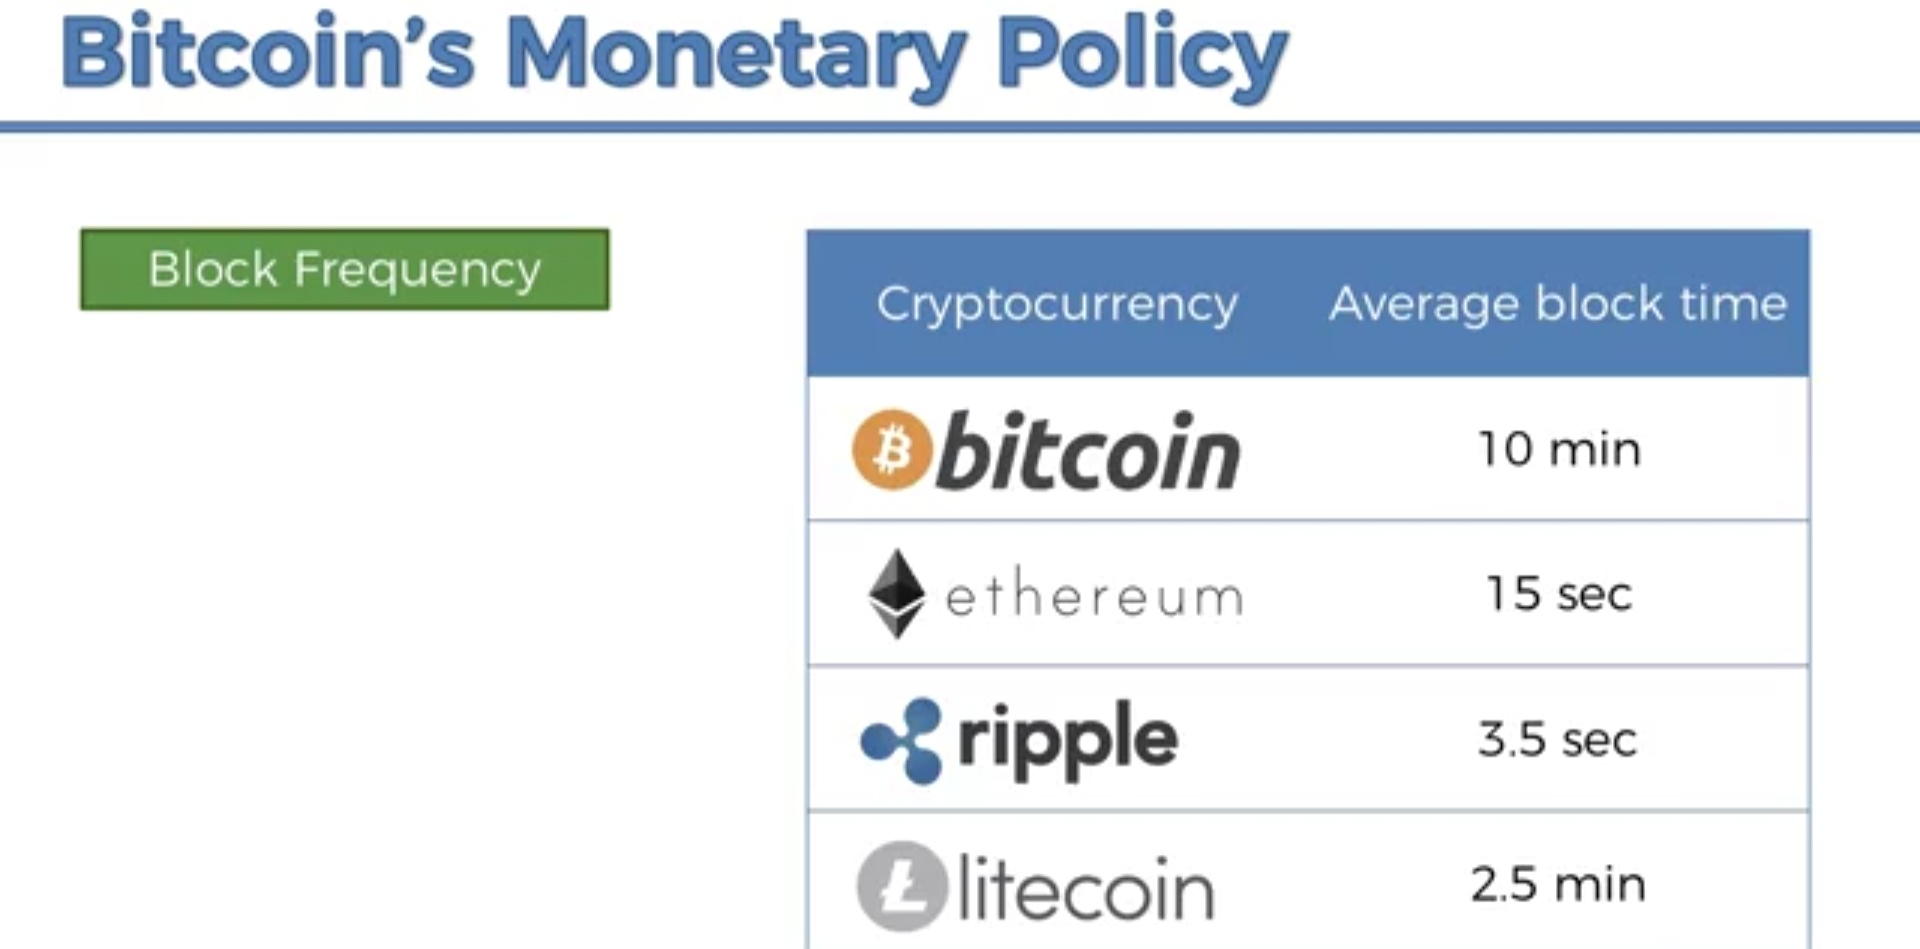 Bitcoin's Monetary Policy
Block Frequency
Cryptocurrency Average block time
bitcoin 10 min
ethereum 15 sec
ripple 3.5 sec
litecoin 2.5 min